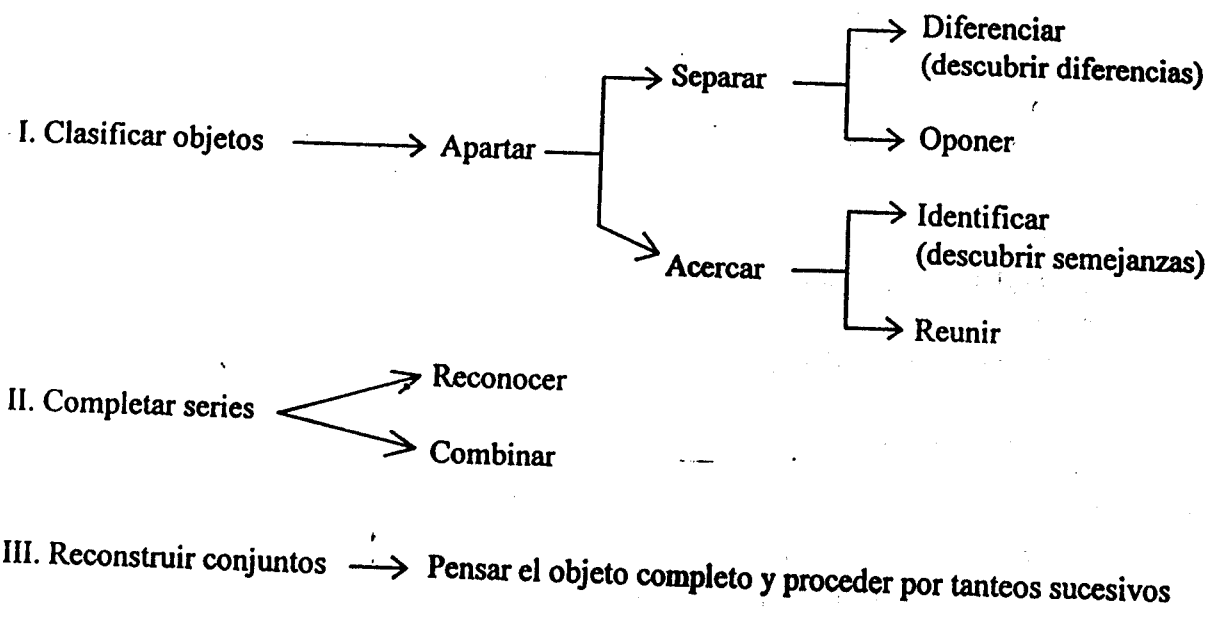 Diferenciar
(descubrir diferencias)
Separar
Oponer
I. Clasificar objetos
Apartar
Identificar
(descubrir semejanzas)
Acercar
Reunir
Reconocer
II. Completar series
Combinar
III. Reconstruir conjuntos
Pensar el objeto completo y proceder por tanteos sucesivos